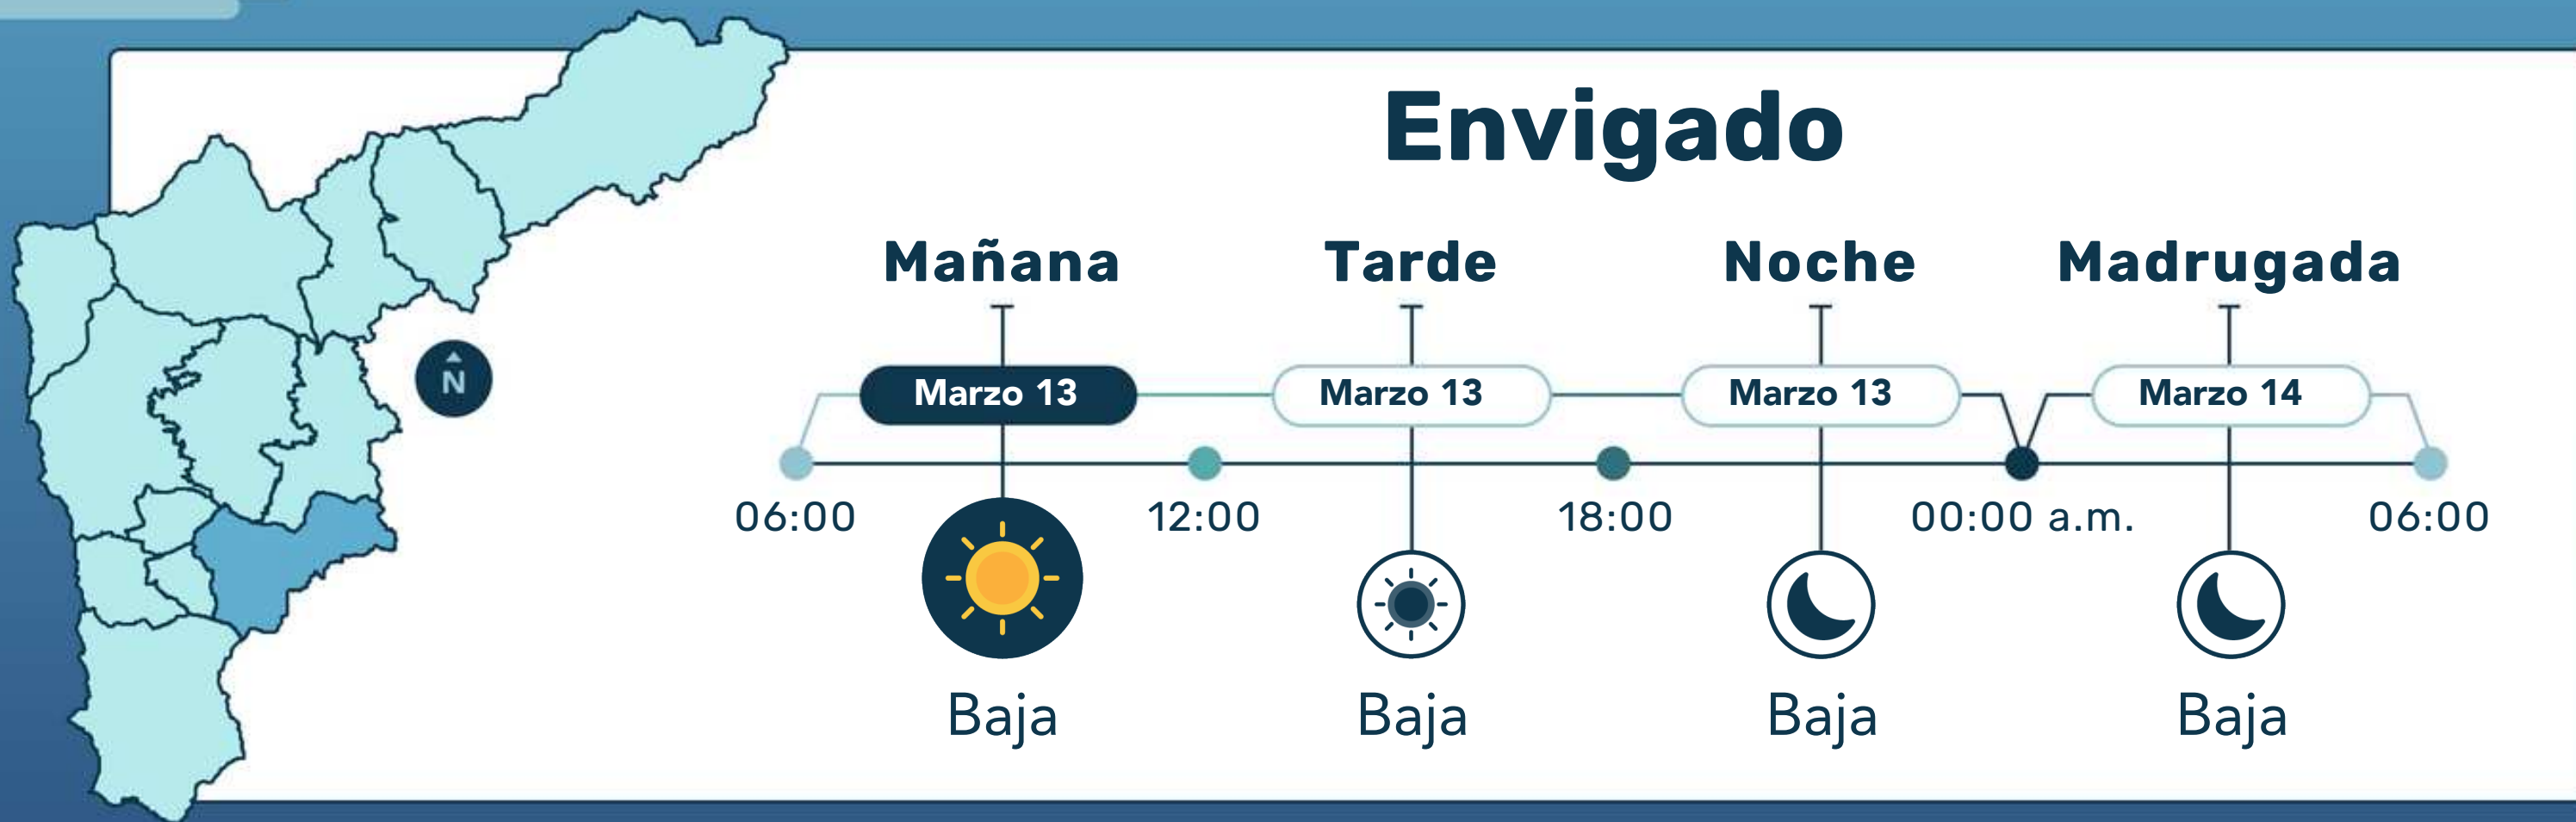 Envigado
Mañana Tarde Noche Madrugada
N
Marzo 13 Marzo 13 Marzo 13 Marzo 14
06:00 12:00 18:00 00:00 a.m. 06:00
Baja Baja Baja Baja